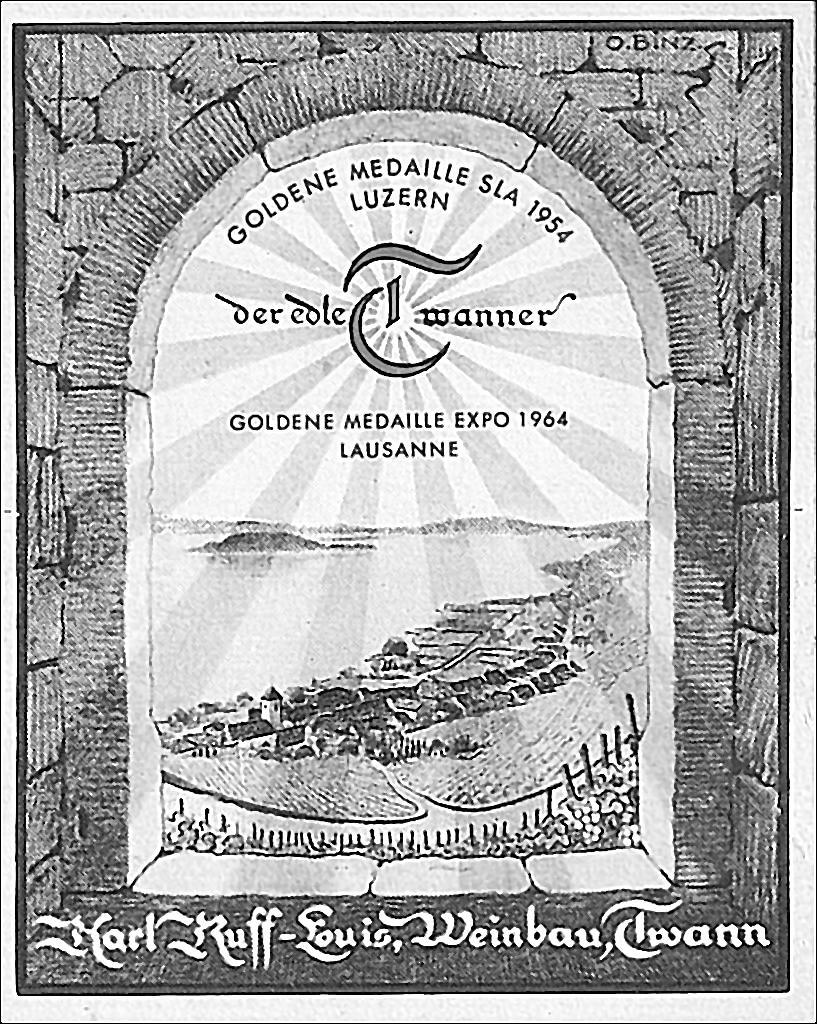 O. BINZ
GOLDENE MEDAILLE SLA 1954
LUZERN
der edle Twanner
GOLDENE MEDAILLE EXPO 1964
LAUSANNE
Karl Ruff-Louis, Weinbau, Twann